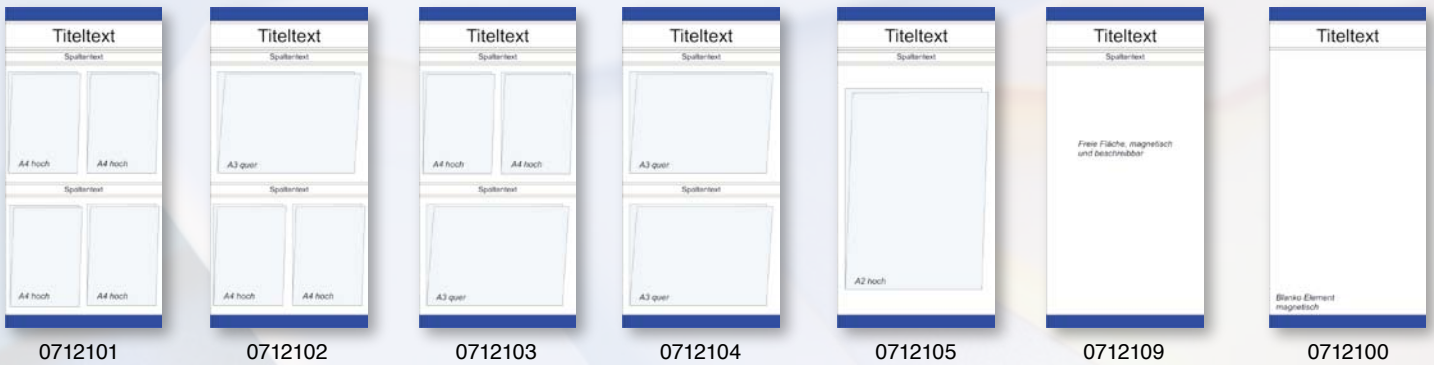 Titeltext
Spaltentext
A4 hoch A4 hoch
Spaltentext
A4 hoch A4 hoch
0712101
Titeltext
Spaltentext
A3 quer
Spaltentext
A4 hoch A4 hoch
0712102
Titeltext
Spaltentext
A4 hoch A4 hoch
Spaltentext
A3 quer
0712103
Titeltext
Spaltentext
A3 quer
Spaltentext
A3 quer
0712104
Titeltext
Spaltentext
A2 hoch
0712105
Titeltext
Spaltentext
Freie Fläche, magnetisch
und beschreibbar
0712109
Titeltext
Blanko Element
magnetisch
0712100